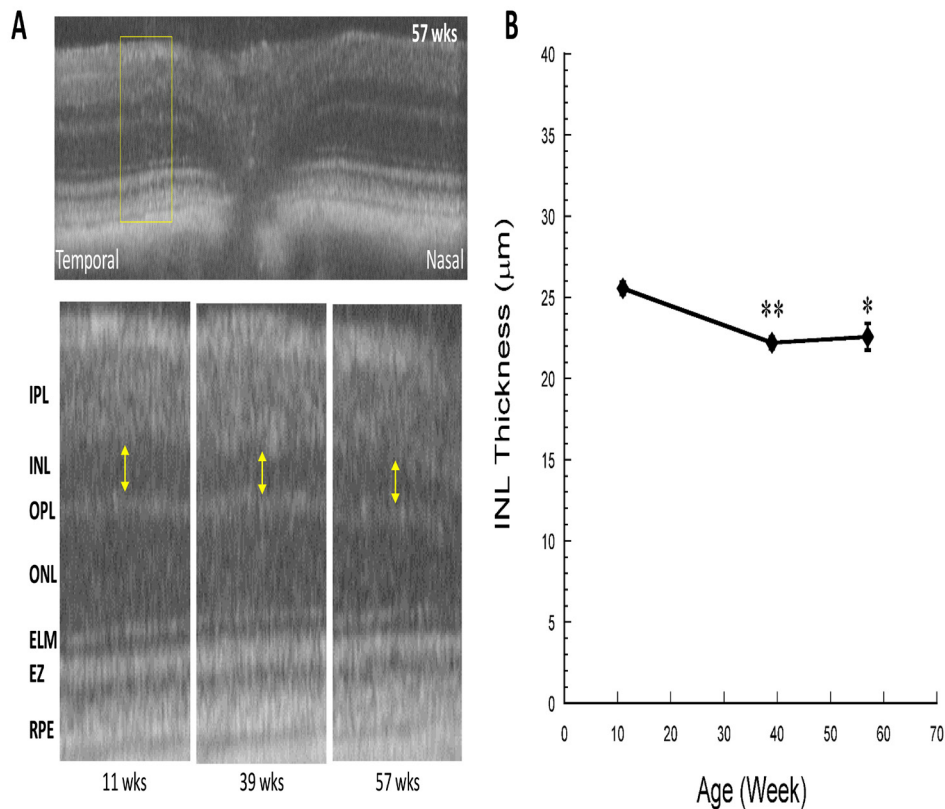 A
57 wks
Temporal
Nasal
IPL
INL
OPL
ONL
ELM
EZ
RPE
11 wks
39 wks
57 wks
B
INL Thickness (µm)
40
35
30
25
20
15
10
5
0
**
*
0 10 20 30 40 50 60 70
Age (Week)